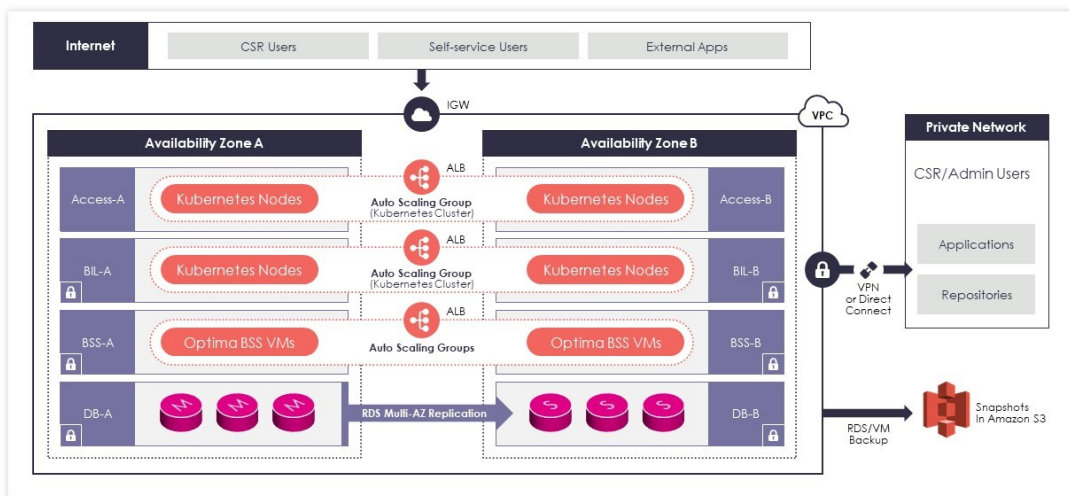 Internet
CSR Users
Self-service Users
External Apps
IGW
VPC
Availability Zone A
Availability Zone B
Private Network
CSR/Admin Users
Applications
Repositories
Access-A
Kubernetes Nodes
ALB
Auto Scaling Group
(Kubernetes Cluster)
Kubernetes Nodes
Access-B
BIL-A
Kubernetes Nodes
ALB
Auto Scaling Group
(Kubernetes Cluster)
Kubernetes Nodes
BIL-B
VPN
or Direct
Connect
BSS-A
Optima BSS VMs
ALB
Auto Scaling Groups
Optima BSS VMs
BSS-B
DB-A
M
M
M
RDS Multi-AZ Replication
S
S
S
DB-B
RDS/VM
Backup
Snapshots
In Amazon S3